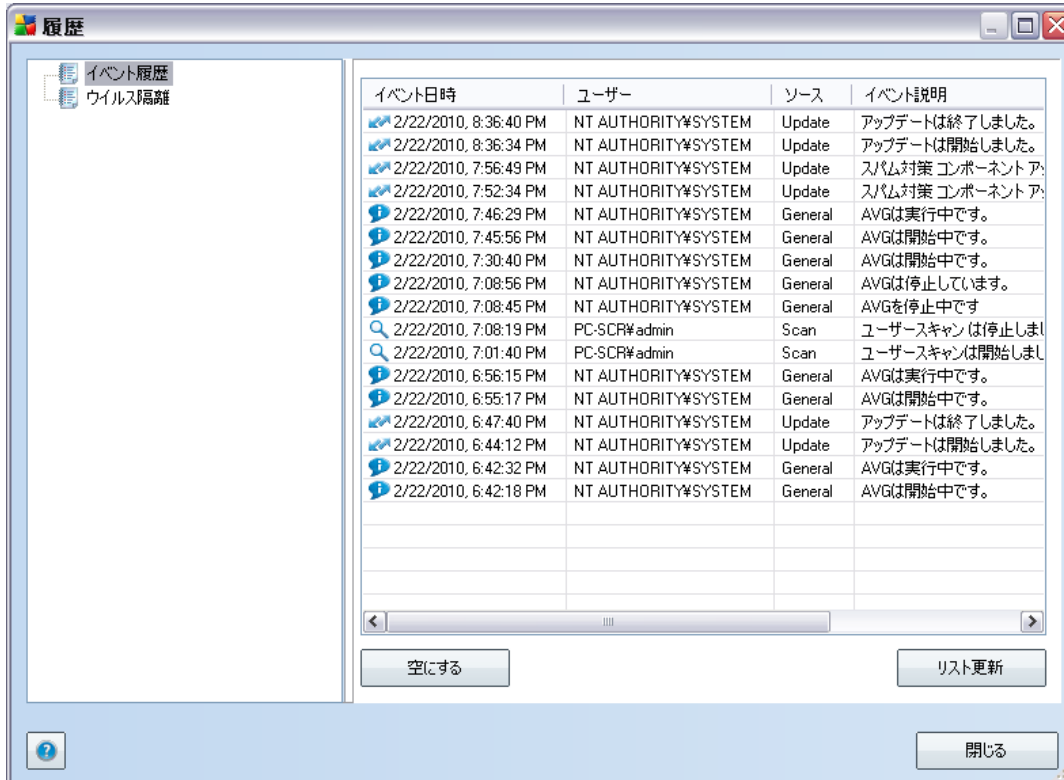 履歴
イベント履歴
ウイルス隔離
イベント日時 ユーザー ソース イベント説明
2/22/2010, 8:36:40 PM NT AUTHORITY¥SYSTEM Update アップデートは終了しました。
2/22/2010, 8:36:34 PM NT AUTHORITY¥SYSTEM Update アップデートは開始しました。
2/22/2010, 7:56:49 PM NT AUTHORITY¥SYSTEM Update スパム対策 コンポーネント ア
2/22/2010, 7:52:34 PM NT AUTHORITY¥SYSTEM Update スパム対策 コンポーネント ア
2/22/2010, 7:46:29 PM NT AUTHORITY¥SYSTEM General AVGは実行中です。
2/22/2010, 7:45:56 PM NT AUTHORITY¥SYSTEM General AVGは開始中です。
2/22/2010, 7:30:40 PM NT AUTHORITY¥SYSTEM General AVGは開始中です。
2/22/2010, 7:08:56 PM NT AUTHORITY¥SYSTEM General AVGは停止しています。
2/22/2010, 7:08:45 PM NT AUTHORITY¥SYSTEM General AVGを停止中です
2/22/2010, 7:08:19 PM PC-SCR¥admin Scan ユーザースキャン は停止しまし
2/22/2010, 7:01:40 PM PC-SCR¥admin Scan ユーザースキャンは開始しまし
2/22/2010, 6:56:15 PM NT AUTHORITY¥SYSTEM General AVGは実行中です。
2/22/2010, 6:55:17 PM NT AUTHORITY¥SYSTEM General AVGは開始中です。
2/22/2010, 6:47:40 PM NT AUTHORITY¥SYSTEM Update アップデートは終了しました。
2/22/2010, 6:44:12 PM NT AUTHORITY¥SYSTEM Update アップデートは開始しました。
2/22/2010, 6:42:32 PM NT AUTHORITY¥SYSTEM General AVGは実行中です。
2/22/2010, 6:42:18 PM NT AUTHORITY¥SYSTEM General AVGは開始中です。
空にする リスト更新
閉じる